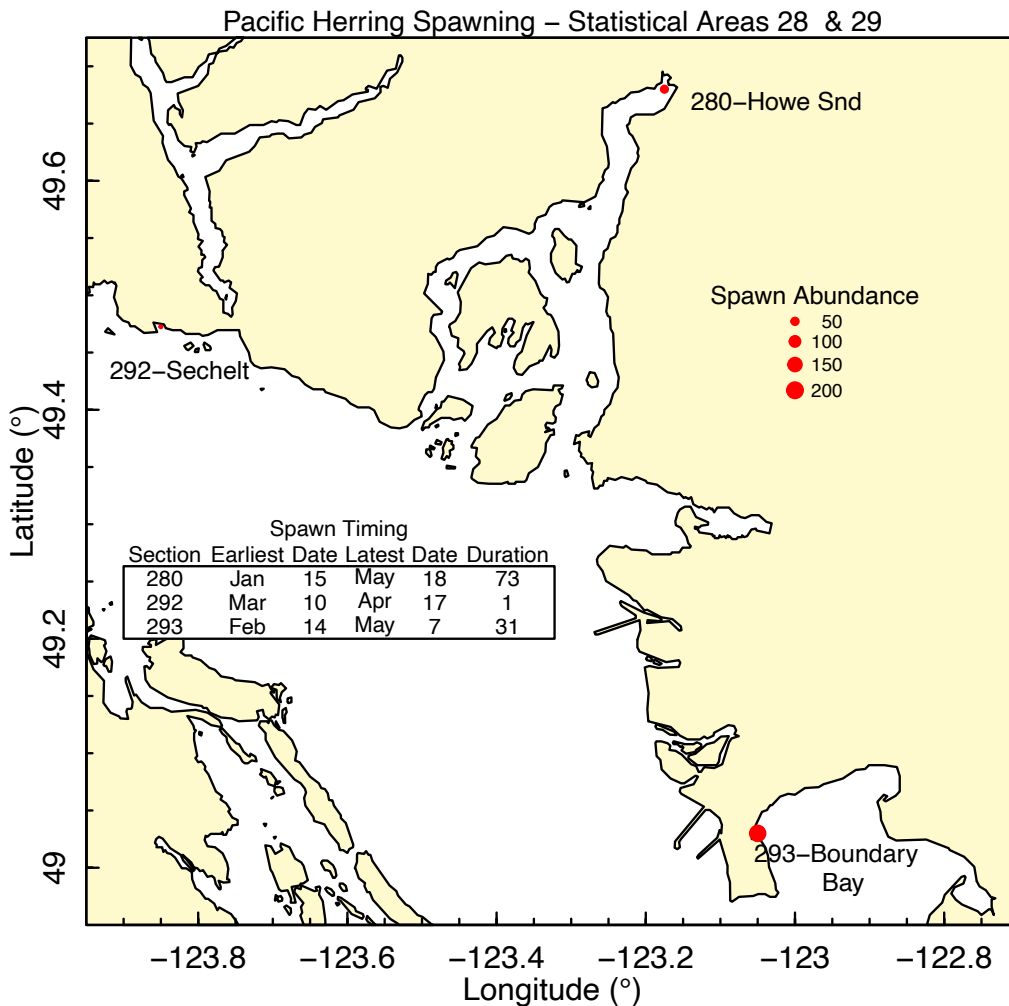 Pacific Herring Spawning − Statistical Areas 28 & 29
280−Howe Snd
49.6
Spawn Abundance
50
100
150
200
292−Sechelt
49.4
Latitude (°)
Spawn Timing
Section Earliest Date Latest Date Duration
280 Jan 15 May 18 73
292 Mar 10 Apr 17 1
293 Feb 14 May 7 31
49.2
293−Boundary
Bay
49
−123.8 −123.6 −123.4 −123.2 −123 −122.8
Longitude (°)